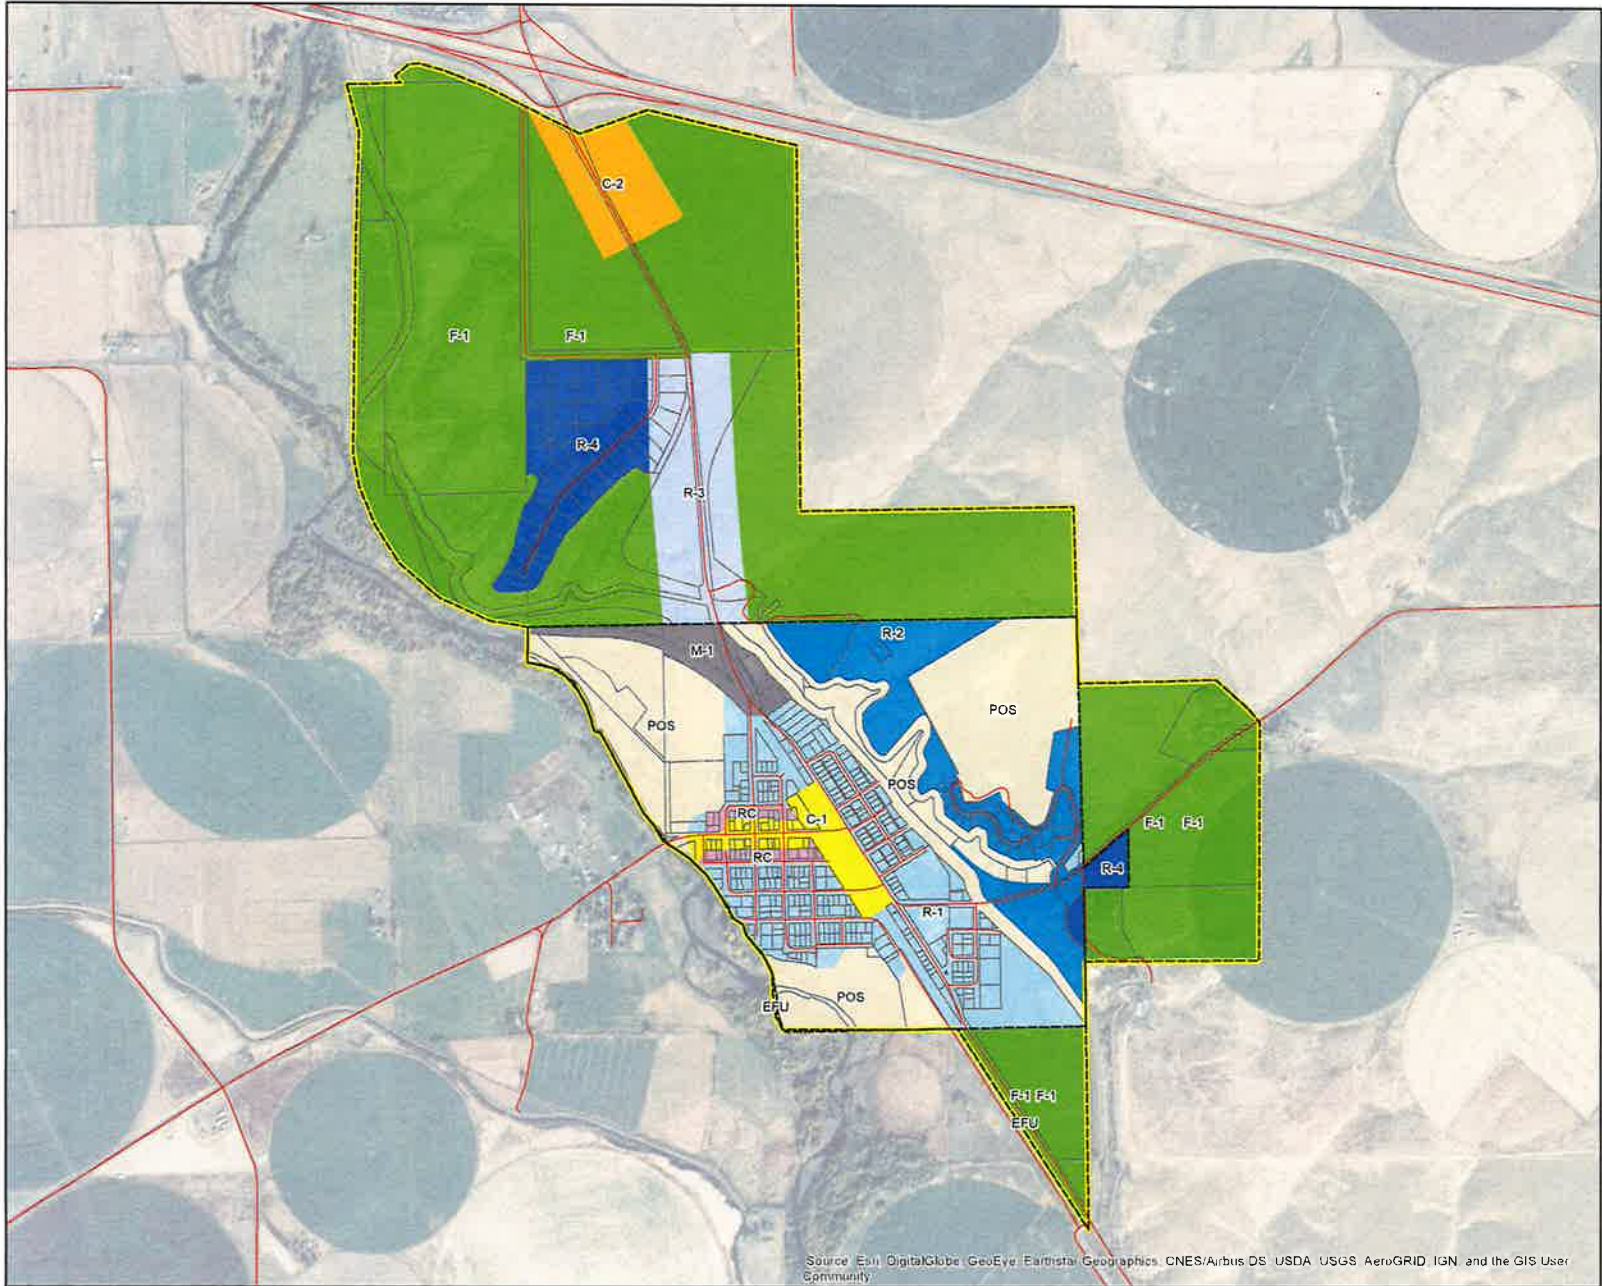 C-2
F-1
F-1
R-4
R-3
R-2
M-1
POS
POS
POS
RC
C-1
F-1
F-1
RC
R-4
R-1
POS
EFU
F-1
F-1
EFU
Source: Esri, DigitalGlobe, GeoEye, Earthstar Geographics, CNES/Airbus DS, USDA, USGS, AeroGRID, IGN, and the GIS User
Community